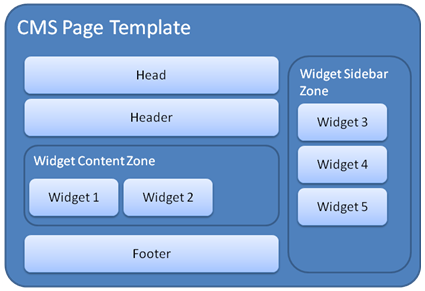 CMS Page Template
Head
Header
Widget Content Zone
Widget 1
Widget 2
Footer
Widget Sidebar
Zone
Widget 3
Widget 4
Widget 5